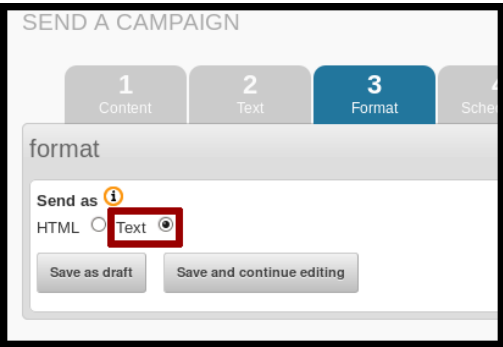 SEND A CAMPAIGN
1 2 3
Content Text Format
format
Send as i
HTML Text
Save as draft Save and continue editing